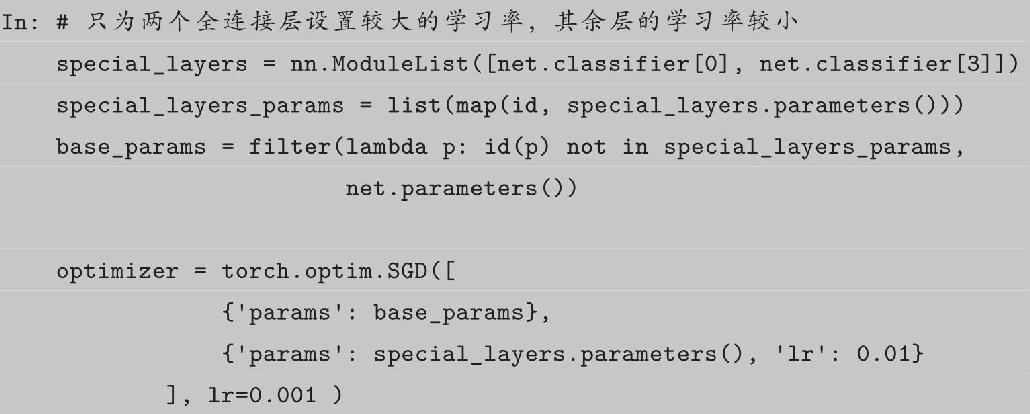 In: # 只为两个全连接层设置较大的学习率，其余层的学习率较小
special_layers = nn.ModuleList([net.classifier[0], net.classifier[3]])
special_layers_params = list(map(id, special_layers.parameters()))
base_params = filter(lambda p: id(p) not in special_layers_params,
net.parameters())
optimizer = torch.optim.SGD([
{'params': base_params},
{'params': special_layers.parameters(), 'lr': 0.01}
], lr=0.001 )